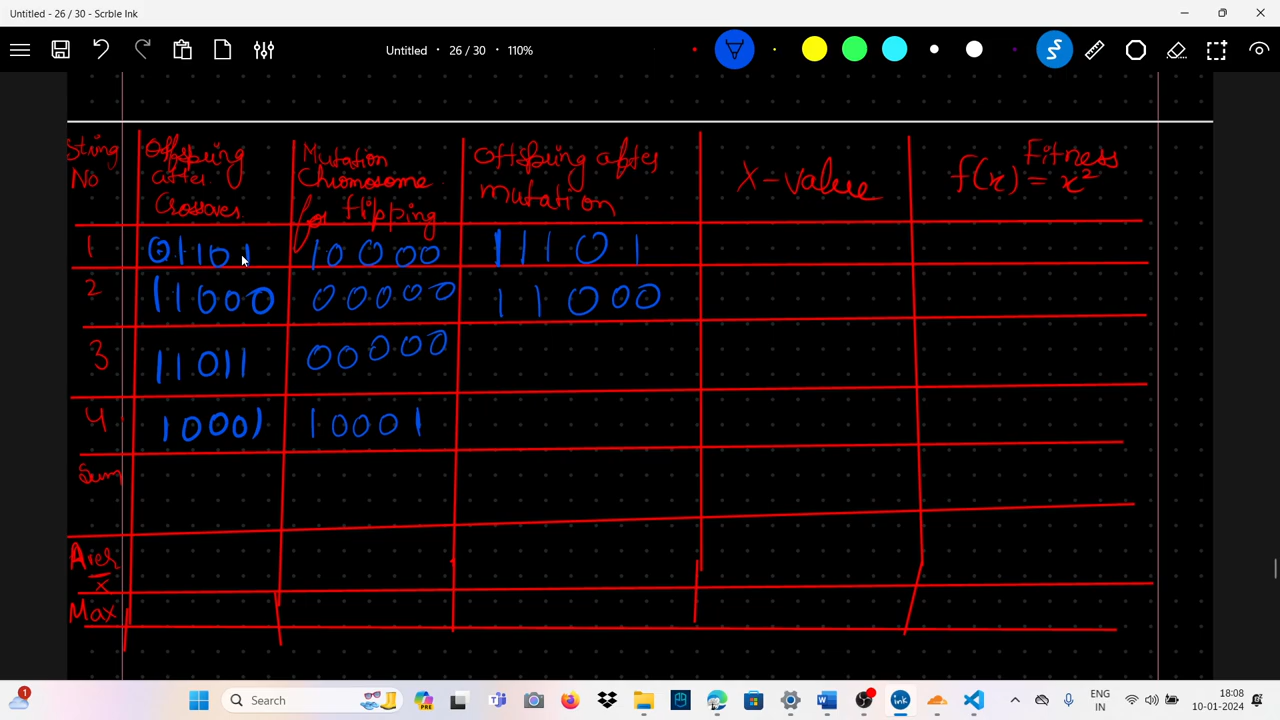 Untitled - 26 / 30 - Scrble Ink
Untitled • 26 / 30 • 110%
String No
Offspring after Crossover
Mutation Chromosome for flipping
Offspring after mutation
X-value
Fitness f(x) = x²
1 01101 10000 11101
2 11000 00000 11000
3 11011 00000
4 10001 10001
Sum
x
Max
1
Search
PRE
ENG
IN
18:08
10-01-2024